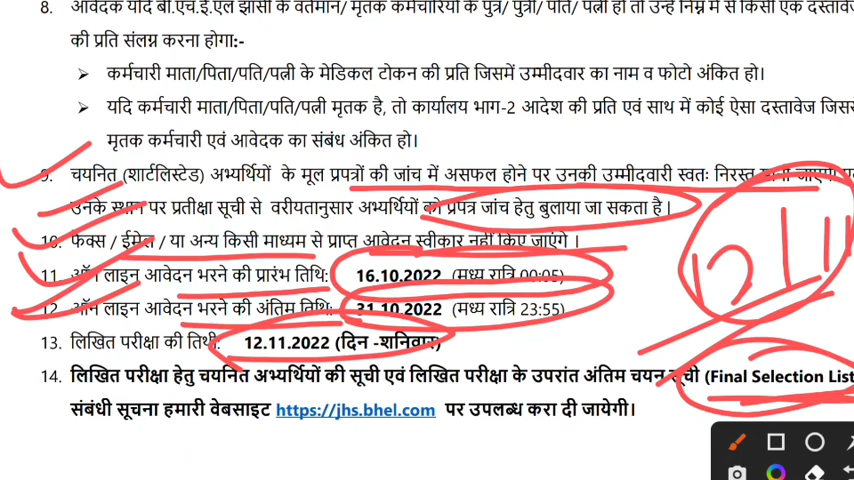 8. आवेदक यदि बी.एच.ई.एल झांसी के वर्तमान/ मृतक कर्मचारियों के पुत्र/ पुत्री/ पति/ पत्नी हों तो उन्हें निम्न में से किसी एक दस्तावेज
की प्रति संलग्न करना होगा:-
➢ कर्मचारी माता/पिता/पति/पत्नी के मेडिकल टोकन की प्रति जिसमें उम्मीदवार का नाम व फोटो अंकित हो।
➢ यदि कर्मचारी माता/पिता/पति/पत्नी मृतक है, तो कार्यालय भाग-2 आदेश की प्रति एवं साथ में कोई ऐसा दस्तावेज
मृतक कर्मचारी एवं आवेदक का संबंध अंकित हो।
9. चयनित (शार्टलिस्टेड) अभ्यर्थियों के मूल प्रपत्रों की जांच में असफल होने पर उनकी उम्मीदवारी स्वतः निरस्त
उनके स्थान पर प्रतीक्षा सूची से वरीयतानुसार अभ्यर्थियों को प्रपत्र जांच हेतु बुलाया जा सकता है।
10. फैक्स / ईमेल / या अन्य किसी माध्यम से प्राप्त आवेदन स्वीकार नहीं किए जाएंगे ।
11. ऑन लाइन आवेदन भरने की प्रारंभ तिथि: 16.10.2022 (मध्य रात्रि 00:05)
12. ऑन लाइन आवेदन भरने की अंतिम तिथि: 31.10.2022 (मध्य रात्रि 23:55)
13. लिखित परीक्षा की तिथी: 12.11.2022 (दिन -शनिवार)
14. लिखित परीक्षा हेतु चयनित अभ्यर्थियों की सूची एवं लिखित परीक्षा के उपरांत अंतिम चयन सूची (Final Selection List
संबंधी सूचना हमारी वेबसाइट https://jhs.bhel.com पर उपलब्ध करा दी जायेगी।